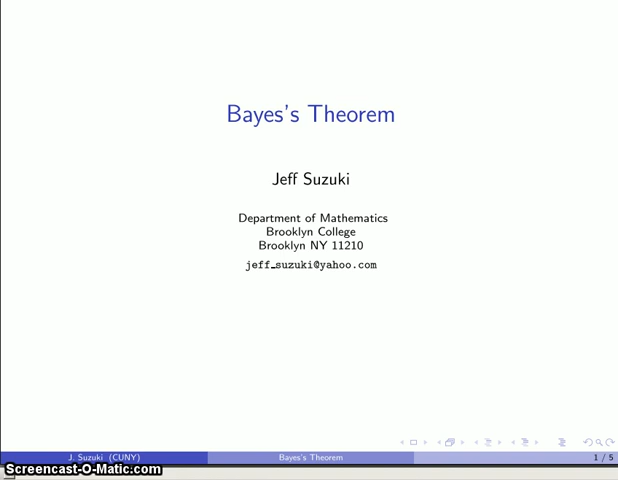 Bayes's Theorem
Jeff Suzuki
Department of Mathematics
Brooklyn College
Brooklyn NY 11210
jeff_suzuki@yahoo.com
J. Suzuki (CUNY)
Bayes's Theorem
1 / 5
Screencast-O-Matic.com